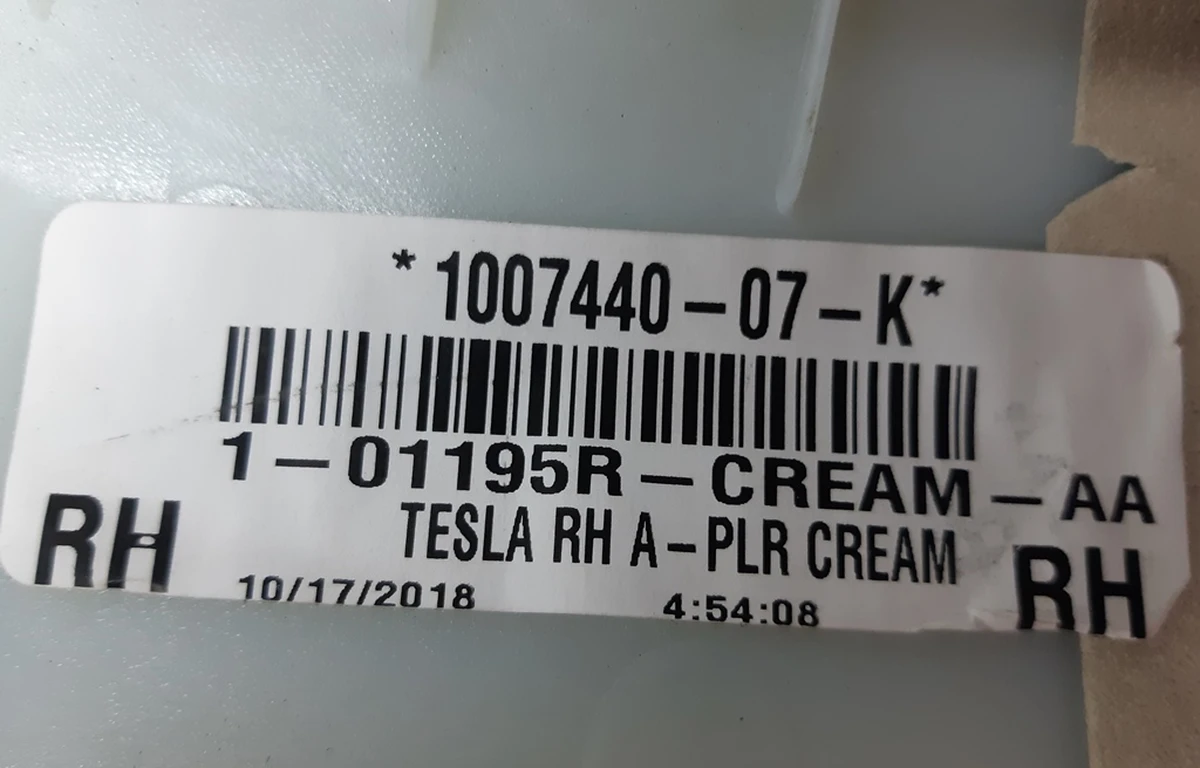 *1007440-07-K*
1-01195R-CREAM-AA
RH TESLA RH A-PLR CREAM RH
10/17/2018 4:54:08